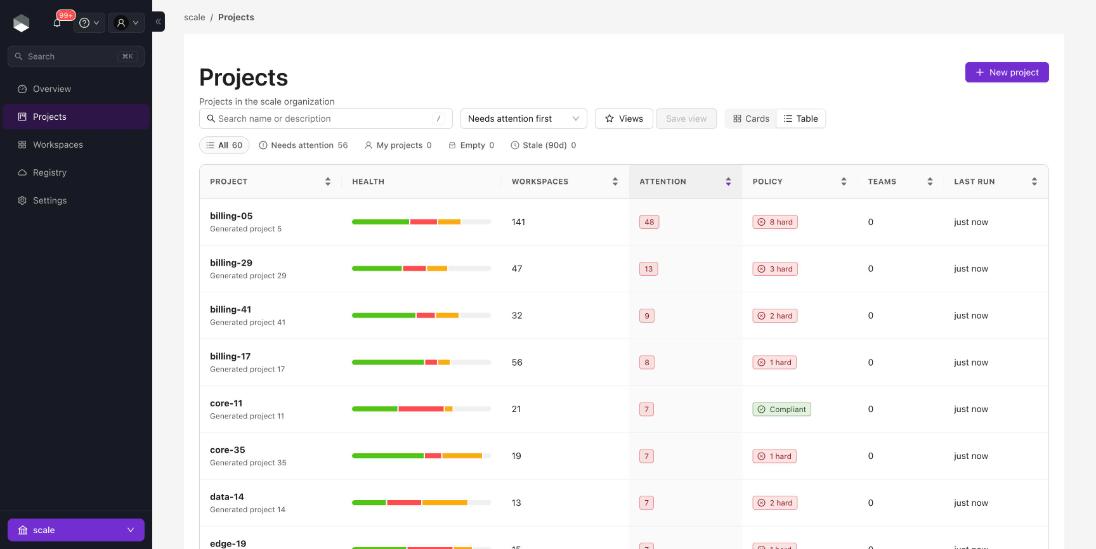 99+
Search ⌘K
Overview
Projects
Workspaces
Registry
Settings
scale
scale / Projects
Projects
+ New project
Projects in the scale organization
Search name or description /
Needs attention first
Views
Save view
Cards
Table
All 60
Needs attention 56
My projects 0
Empty 0
Stale (90d) 0
PROJECT HEALTH WORKSPACES ATTENTION POLICY TEAMS LAST RUN
billing-05
Generated project 5
141 48 8 hard 0 just now
billing-29
Generated project 29
47 13 3 hard 0 just now
billing-41
Generated project 41
32 9 2 hard 0 just now
billing-17
Generated project 17
56 8 1 hard 0 just now
core-11
Generated project 11
21 7 Compliant 0 just now
core-35
Generated project 35
19 7 1 hard 0 just now
data-14
Generated project 14
13 7 2 hard 0 just now
edge-19